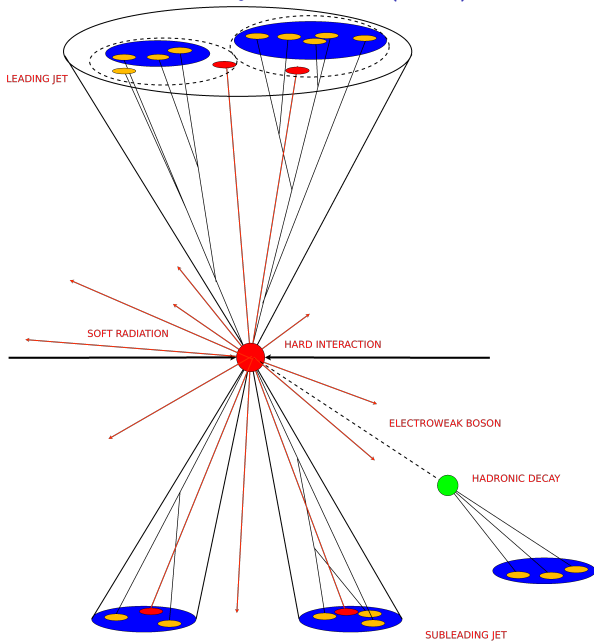 LEADING JET
SOFT RADIATION
HARD INTERACTION
ELECTROWEAK BOSON
HADRONIC DECAY
SUBLEADING JET